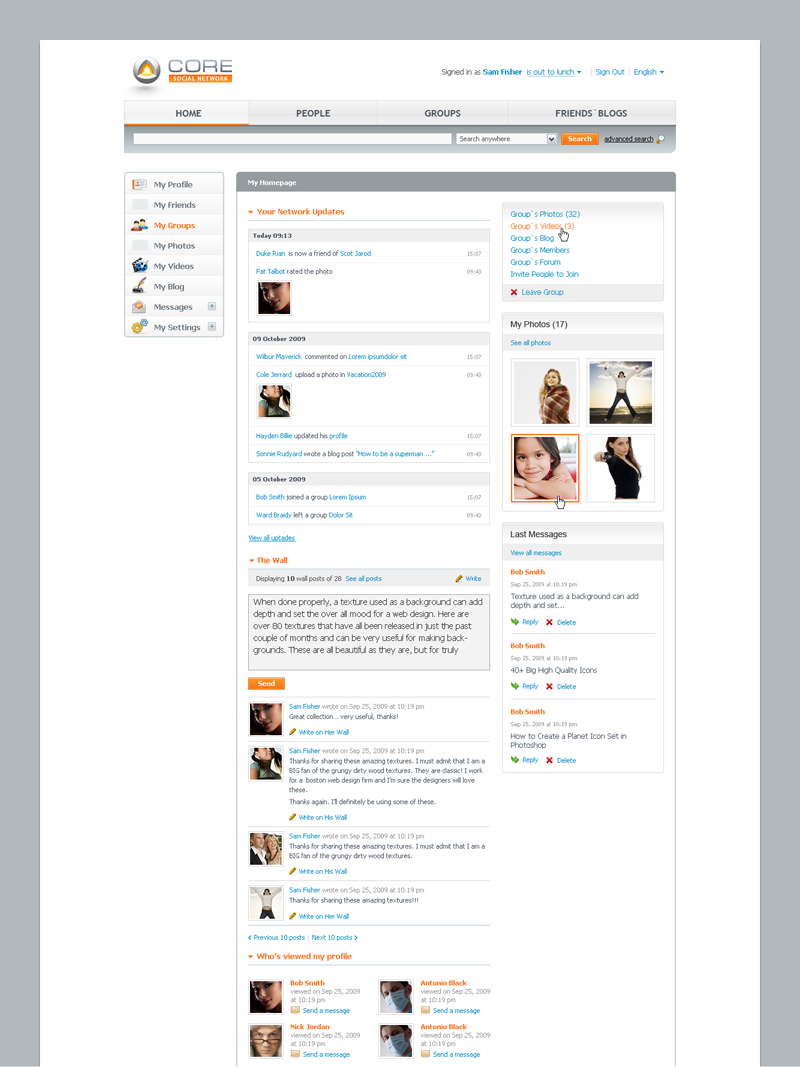 CORE
SOCIAL NETWORK
Signed in as Sam Fisher is out to lunch Sign Out English
HOME PEOPLE GROUPS FRIENDS`BLOGS
Search anywhere Search advanced search
My Profile
My Friends
My Groups
My Photos
My Videos
My Blog
Messages
My Settings
My Homepage
Your Network Updates
Today 09:13
Duke Rian is now a friend of Scot Jarod 15:07
Pat Talbot rated the photo 09:43
09 October 2009
Wilbur Maverick commented on Lorem ipsumdolor sit 15:07
Cole Jerrard upload a photo in Vacation2009 09:43
Hayden Billie updated his profile 15:07
Sonnie Rudyard wrote a blog post "How to be a superman ..." 09:43
05 October 2009
Bob Smith joined a group Lorem Ipsum 15:07
Ward Braidy left a group Dolor Sit 09:43
View all uptades
The Wall
Displaying 10 wall posts of 28 See all posts Write
When done properly, a texture used as a background can add
depth and set the over all mood for a web design. Here are
over 80 textures that have all been released in just the past
couple of months and can be very useful for making back-
grounds. These are all beautiful as they are, but for truly
Send
Sam Fisher wrote on Sep 25, 2009 at 10:19 pm
Great collection... very useful, thanks!
Write on Her Wall
Sam Fisher wrote on Sep 25, 2009 at 10:19 pm
Thanks for sharing these amazing textures. I must admit that I am a
BIG fan of the grungy dirty wood textures. They are classic! I work
for a boston web design firm and I'm sure the designers will love
these.
Thanks again. I'll definitely be using some of these.
Write on His Wall
Sam Fisher wrote on Sep 25, 2009 at 10:19 pm
Thanks for sharing these amazing textures. I must admit that I am a
BIG fan of the grungy dirty wood textures.
Write on His Wall
Sam Fisher wrote on Sep 25, 2009 at 10:19 pm
Thanks for sharing these amazing textures!!!
Write on Her Wall
Previous 10 posts | Next 10 posts
Who's viewed my profile
Bob Smith
viewed on Sep 25, 2009
at 10:19 pm
Send a message
Antonio Black
viewed on Sep 25, 2009
at 10:19 pm
Send a message
Nick Jordan
viewed on Sep 25, 2009
at 10:19 pm
Send a message
Antonio Black
viewed on Sep 25, 2009
at 10:19 pm
Send a message
Group`s Photos (32)
Group`s Videos (3)
Group`s Blog
Group`s Members
Group`s Forum
Invite People to Join
Leave Group
My Photos (17)
See all photos
Last Messages
View all messages
Bob Smith
Sep 25, 2009 at 10:19 pm
Texture used as a background can add
depth and set...
Reply Delete
Bob Smith
Sep 25, 2009 at 10:19 pm
40+ Big High Quality Icons
Reply Delete
Bob Smith
Sep 25, 2009 at 10:19 pm
How to Create a Planet Icon Set in
Photoshop
Reply Delete